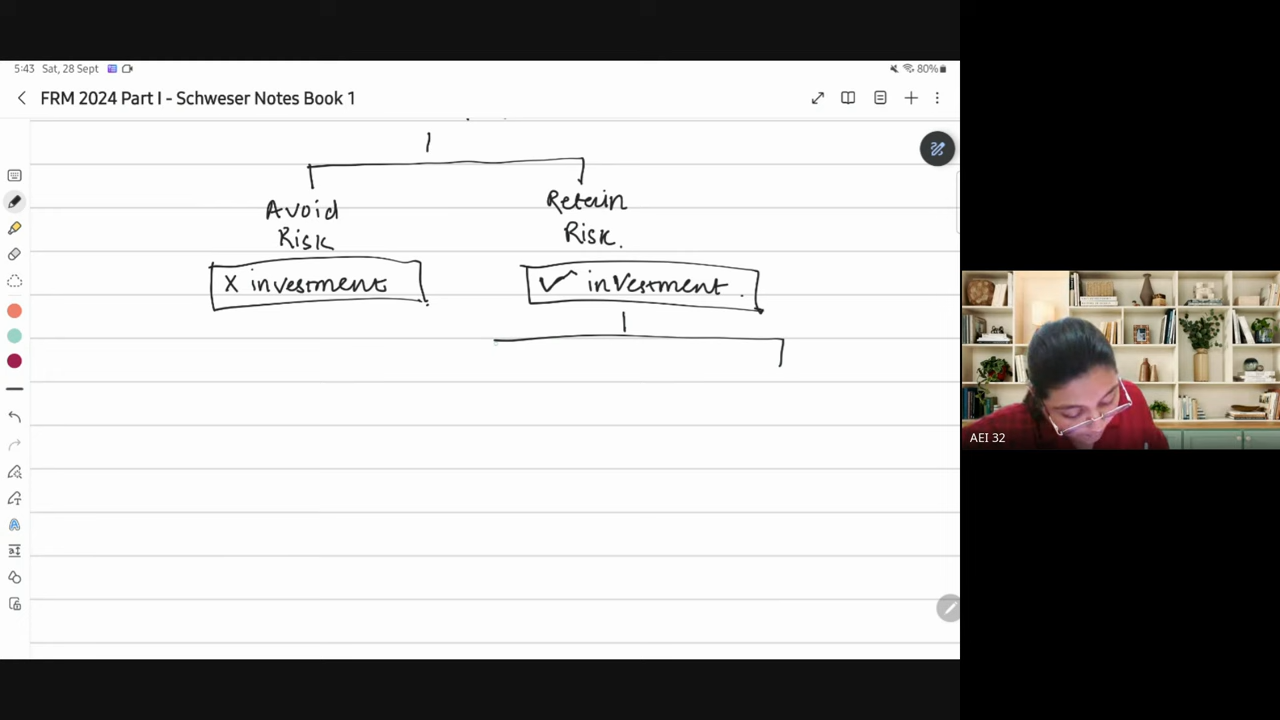 5:43 Sat, 28 Sept 80%
FRM 2024 Part I - Schweser Notes Book 1
Avoid Risk
Retain Risk.
X investment
✓ investment.
AEI 32